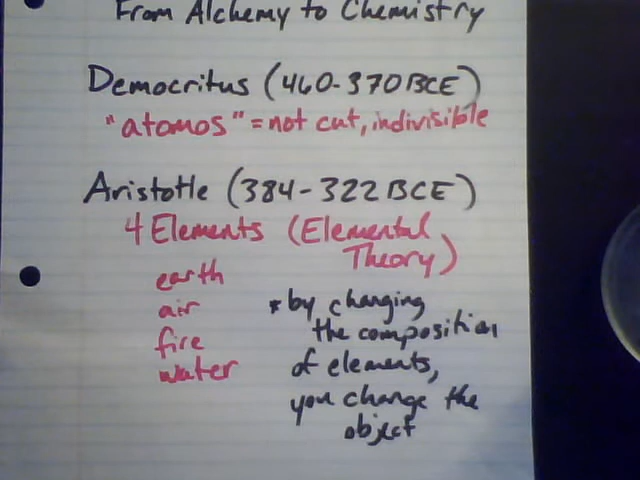 From Alchemy to Chemistry
Democritus (460-370 BCE)
"atomos" = not cut, indivisible
Aristotle (384-322 BCE)
4 Elements (Elemental
Theory)
earth
air
fire
water
* by changing
the composition
of elements,
you change the
object